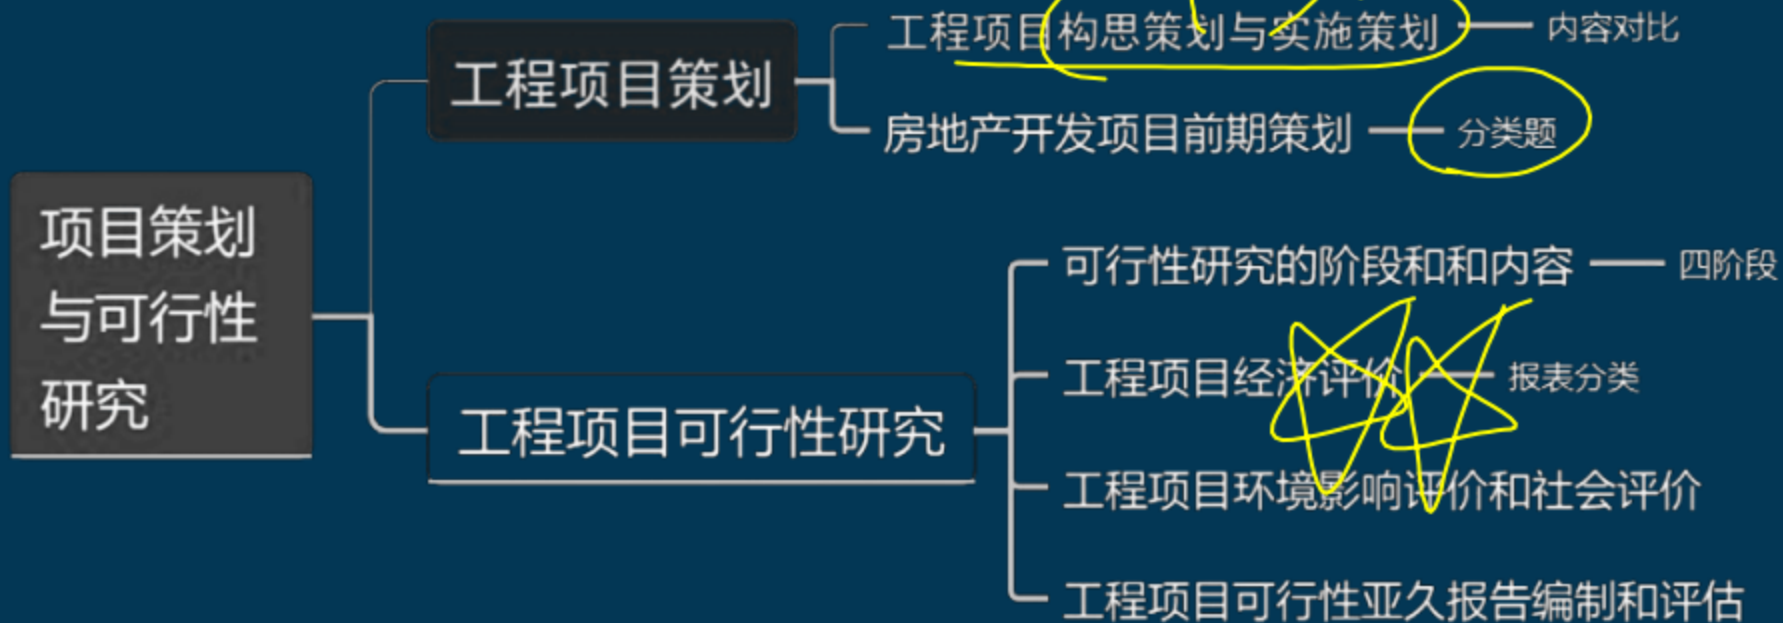 工程项目构思策划与实施策划
内容对比
工程项目策划
房地产开发项目前期策划
分类题
项目策划
与可行性
研究
可行性研究的阶段和和内容
四阶段
工程项目经济评价
报表分类
工程项目可行性研究
工程项目环境影响评价和社会评价
工程项目可行性亚久报告编制和评估